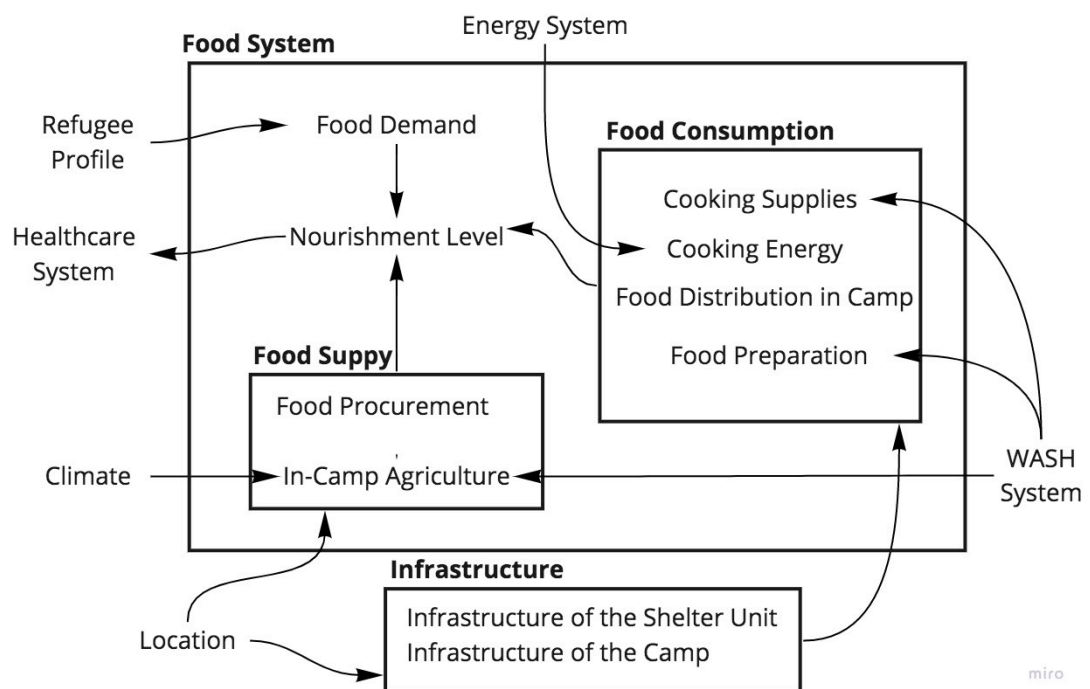 Energy System
Food System
Refugee
Profile
Food Demand
Food Consumption
Cooking Supplies
Healthcare
System
Nourishment Level
Cooking Energy
Food Distribution in Camp
Food Suppy
Food Preparation
Food Procurement
Climate
In-Camp Agriculture
WASH
System
Infrastructure
Location
Infrastructure of the Shelter Unit
Infrastructure of the Camp
miro